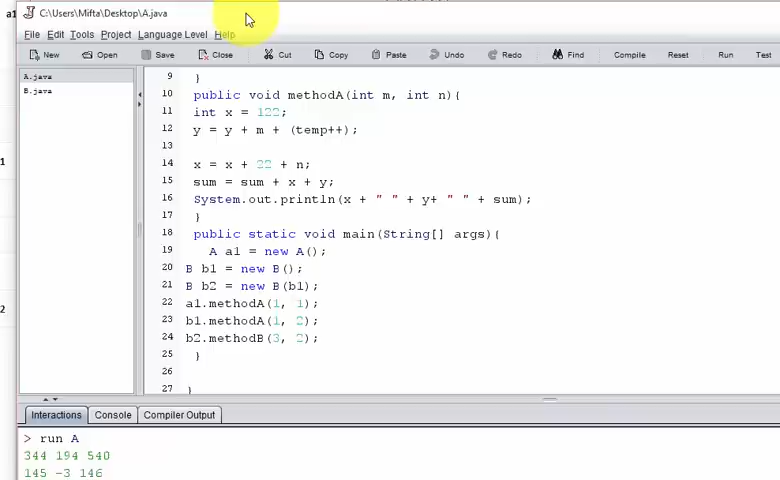 a1
C:\Users\Mifta\Desktop\A.java
File Edit Tools Project Language Level Help
New Open Save Close Cut Copy Paste Undo Redo Find Compile Reset Run Test
A.java
B.java
9 }
10 public void methodA(int m, int n){
11 int x = 122;
12 y = y + m + (temp++);
13
14 x = x + 22 + n;
15 sum = sum + x + y;
16 System.out.println(x + " " + y+ " " + sum);
17 }
18 public static void main(String[] args){
19 A a1 = new A();
20 B b1 = new B();
21 B b2 = new B(b1);
22 a1.methodA(1, 1);
23 b1.methodA(1, 2);
24 b2.methodB(3, 2);
25 }
26
27 }
1
2
Interactions Console Compiler Output
> run A
344 194 540
145 -3 146